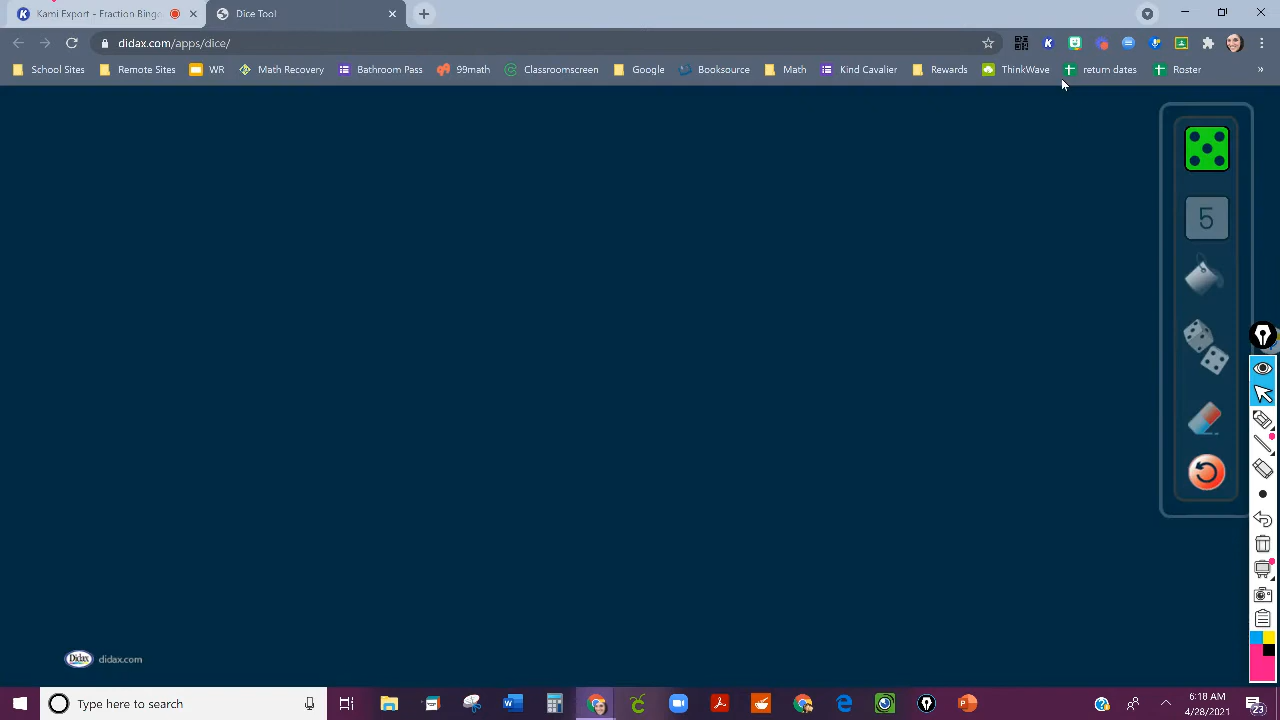 Kami Export - Fraction Bingo
Dice Tool
didax.com/apps/dice/
School Sites
Remote Sites
WR
Math Recovery
Bathroom Pass
99math
Classroomscreen
Google
Booksource
Math
Kind Cavalier
Rewards
ThinkWave
return dates
Roster
»
5
Didax didax.com
Type here to search
6:18 AM
4/28/2021
23